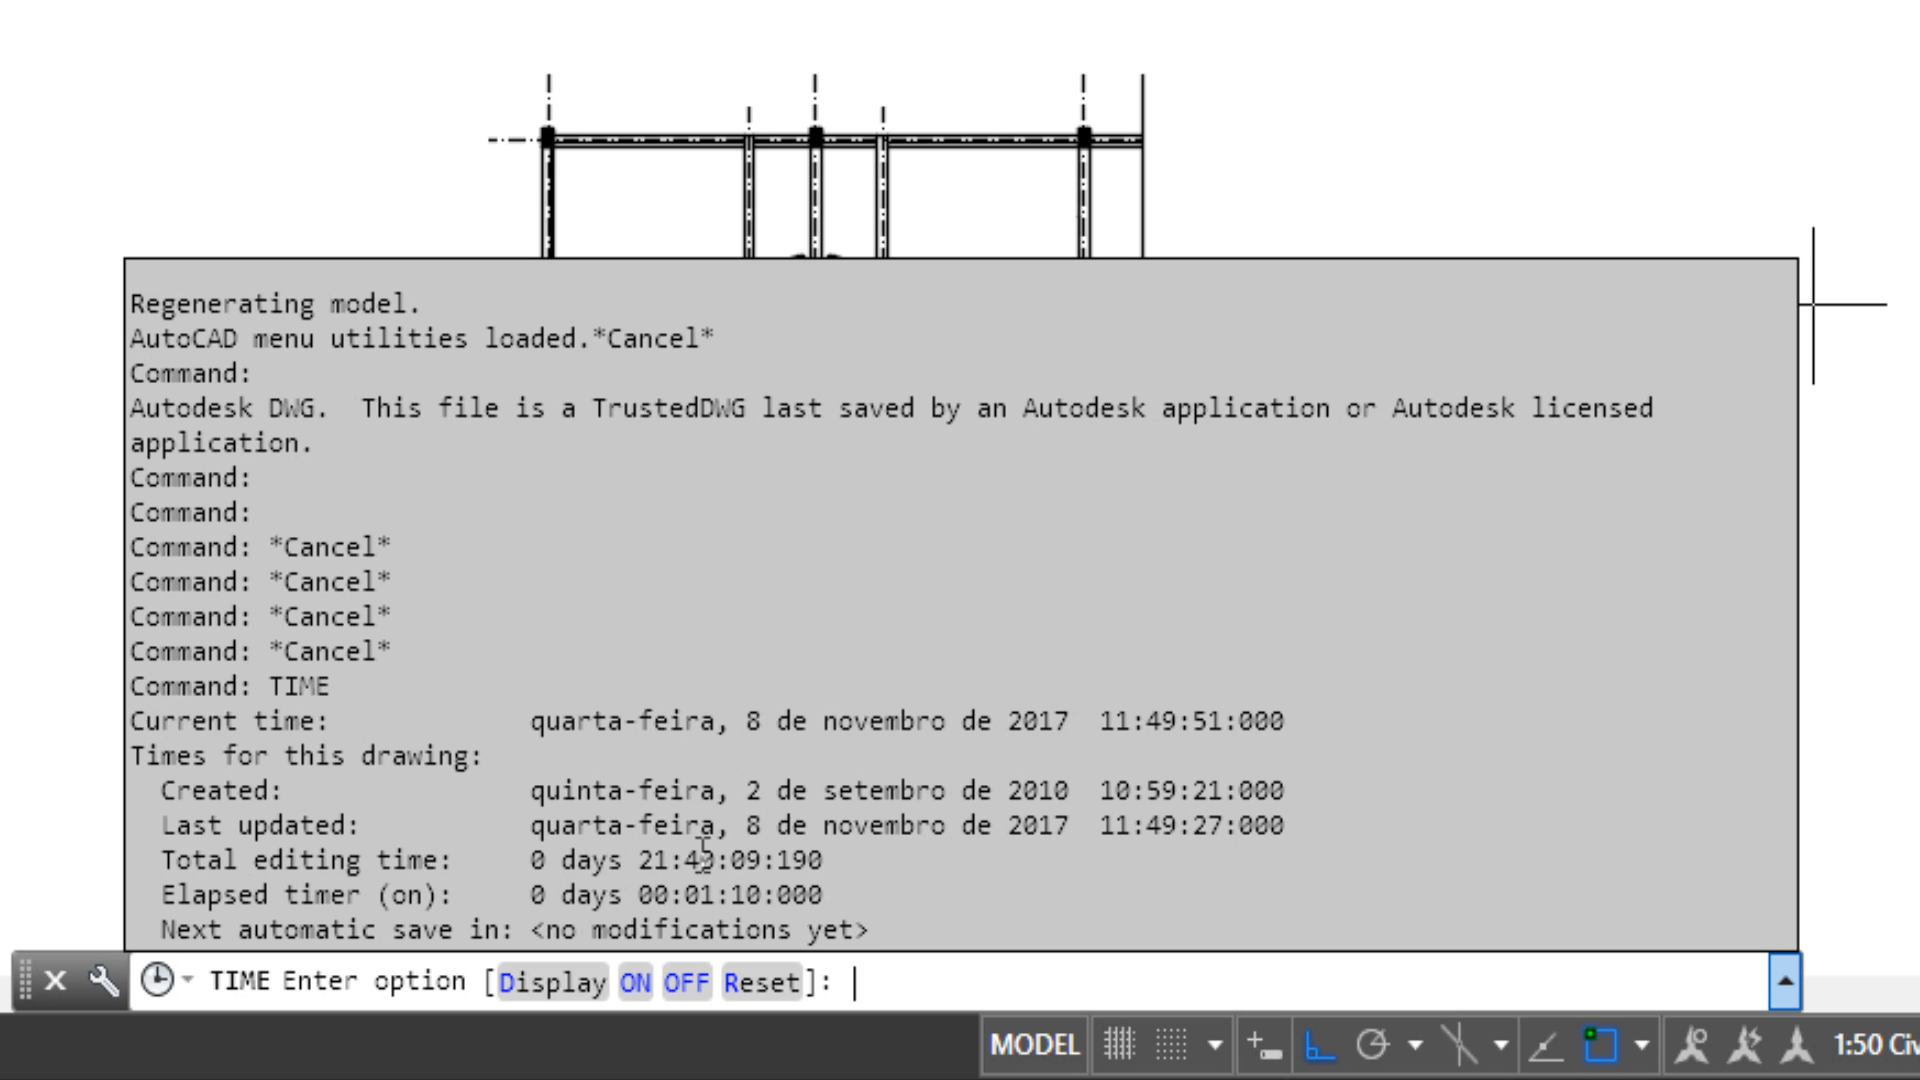 Regenerating model.
AutoCAD menu utilities loaded.*Cancel*
Command:
Autodesk DWG.  This file is a TrustedDWG last saved by an Autodesk application or Autodesk licensed
application.
Command:
Command:
Command: *Cancel*
Command: *Cancel*
Command: *Cancel*
Command: *Cancel*
Command: TIME
Current time: quarta-feira, 8 de novembro de 2017  11:49:51:000
Times for this drawing:
Created: quinta-feira, 2 de setembro de 2010  10:59:21:000
Last updated: quarta-feira, 8 de novembro de 2017  11:49:27:000
Total editing time: 0 days 21:40:09:190
Elapsed timer (on): 0 days 00:01:10:000
Next automatic save in: <no modifications yet>
TIME Enter option [Display ON OFF Reset]:
MODEL 1:50 Civ